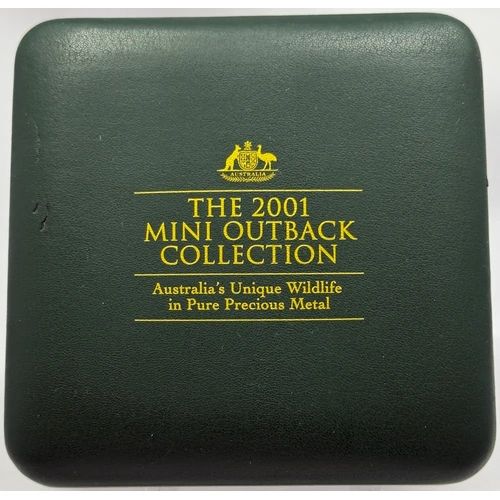 AUSTRALIA
THE 2001
MINI OUTBACK
COLLECTION
Australia's Unique Wildlife
in Pure Precious Metal